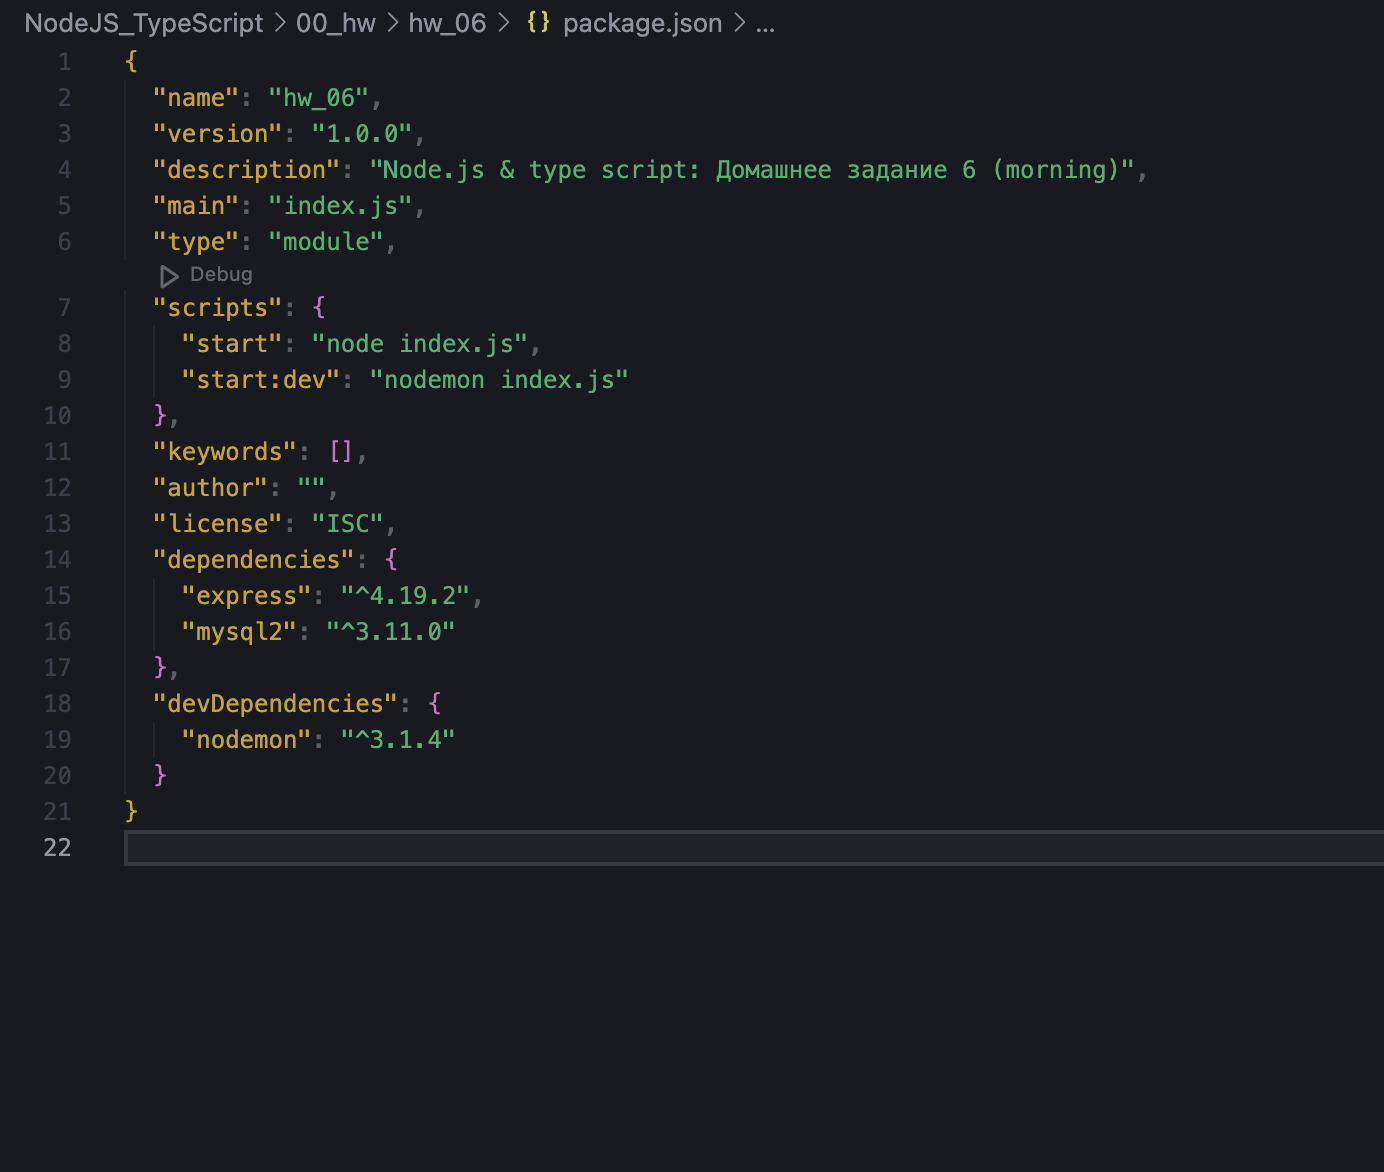 NodeJS_TypeScript > 00_hw > hw_06 > {} package.json > ...
1 {
2 "name": "hw_06",
3 "version": "1.0.0",
4 "description": "Node.js & type script: Домашнее задание 6 (morning)",
5 "main": "index.js",
6 "type": "module",
Debug
7 "scripts": {
8 "start": "node index.js",
9 "start:dev": "nodemon index.js"
10 },
11 "keywords": [],
12 "author": "",
13 "license": "ISC",
14 "dependencies": {
15 "express": "^4.19.2",
16 "mysql2": "^3.11.0"
17 },
18 "devDependencies": {
19 "nodemon": "^3.1.4"
20 }
21 }
22